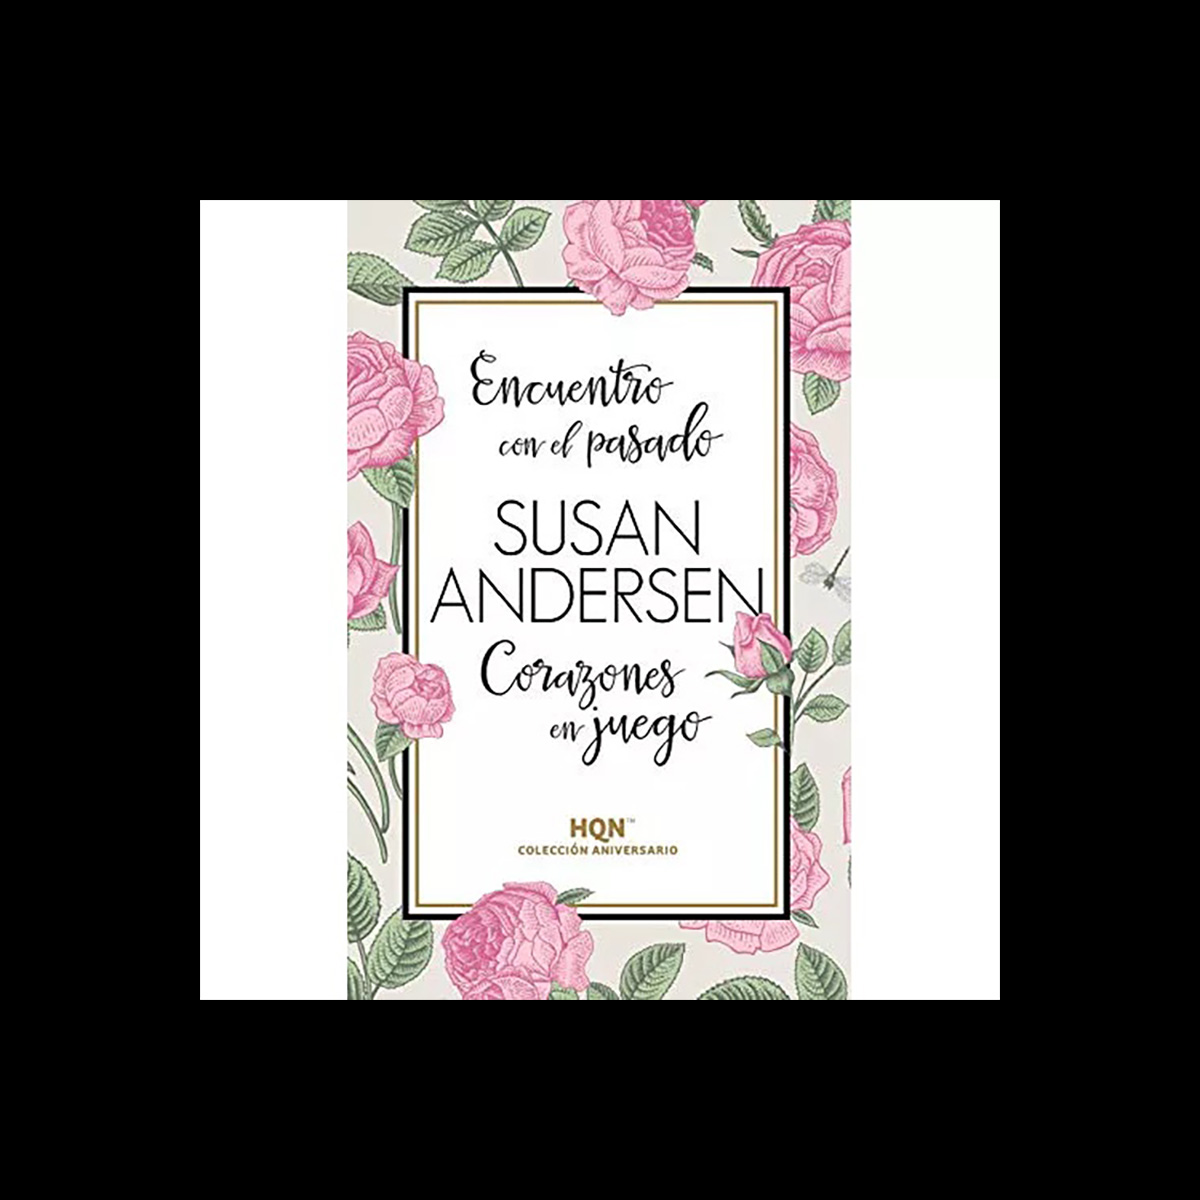 Encuentro
con el pasado
SUSAN
ANDERSEN
Corazones
en juego
HQN™
COLECCIÓN ANIVERSARIO